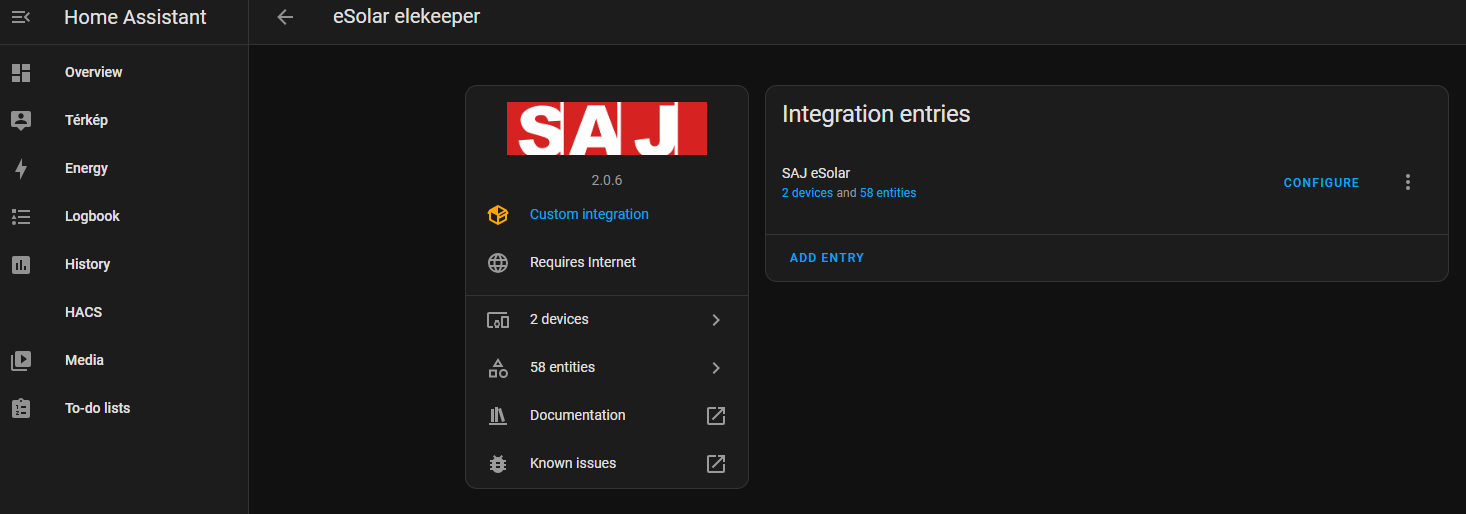 Home Assistant
eSolar elekeeper
Overview
Térkép
Energy
Logbook
History
HACS
Media
To-do lists
SAJ
2.0.6
Custom integration
Requires Internet
2 devices
58 entities
Documentation
Known issues
Integration entries
SAJ eSolar
2 devices and 58 entities
CONFIGURE
ADD ENTRY